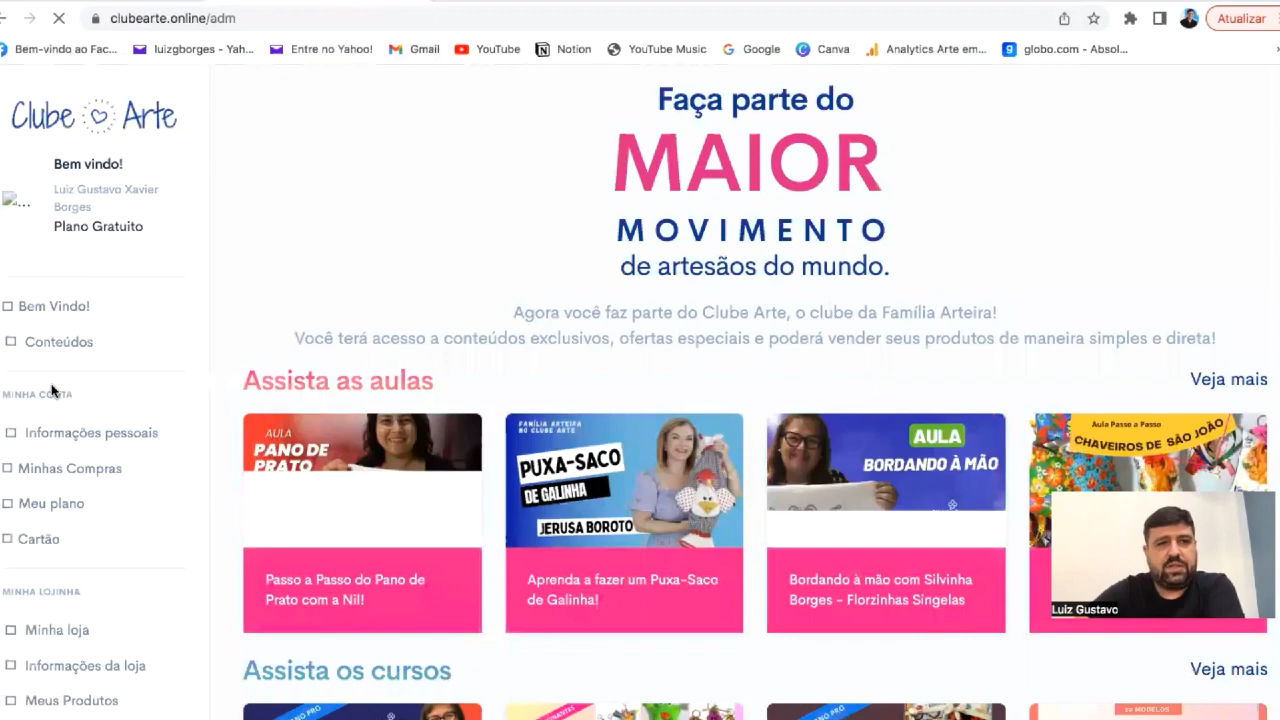 clubearte.online/adm
Atualizar
Bem-vindo ao Fac...
luizgborges - Yah...
Entre no Yahoo!
Gmail
YouTube
Notion
YouTube Music
Google
Canva
Analytics Arte em...
globo.com - Absol...
Clube Arte
Bem vindo!
Luiz Gustavo Xavier
Borges
Plano Gratuito
Bem Vindo!
Conteúdos
MINHA CONTA
Informações pessoais
Minhas Compras
Meu plano
Cartão
MINHA LOJINHA
Minha loja
Informações da loja
Meus Produtos
Faça parte do
MAIOR
MOVIMENTO
de artesãos do mundo.
Agora você faz parte do Clube Arte, o clube da Família Arteira!
Você terá acesso a conteúdos exclusivos, ofertas especiais e poderá vender seus produtos de maneira simples e direta!
Assista as aulas
Veja mais
AULA
PANO DE
PRATO
Passo a Passo do Pano de
Prato com a Nil!
FAMÍLIA ARTEIRA
NO CLUBE ARTE
PUXA-SACO
DE GALINHA
JERUSA BOROTO
Aprenda a fazer um Puxa-Saco
de Galinha!
AULA
BORDANDO À MÃO
Bordando à mão com Silvinha
Borges - Florzinhas Singelas
Aula Passo a Passo
CHAVEIROS DE SÃO JOÃO
Luiz Gustavo
Assista os cursos
Veja mais
PRO
PRO